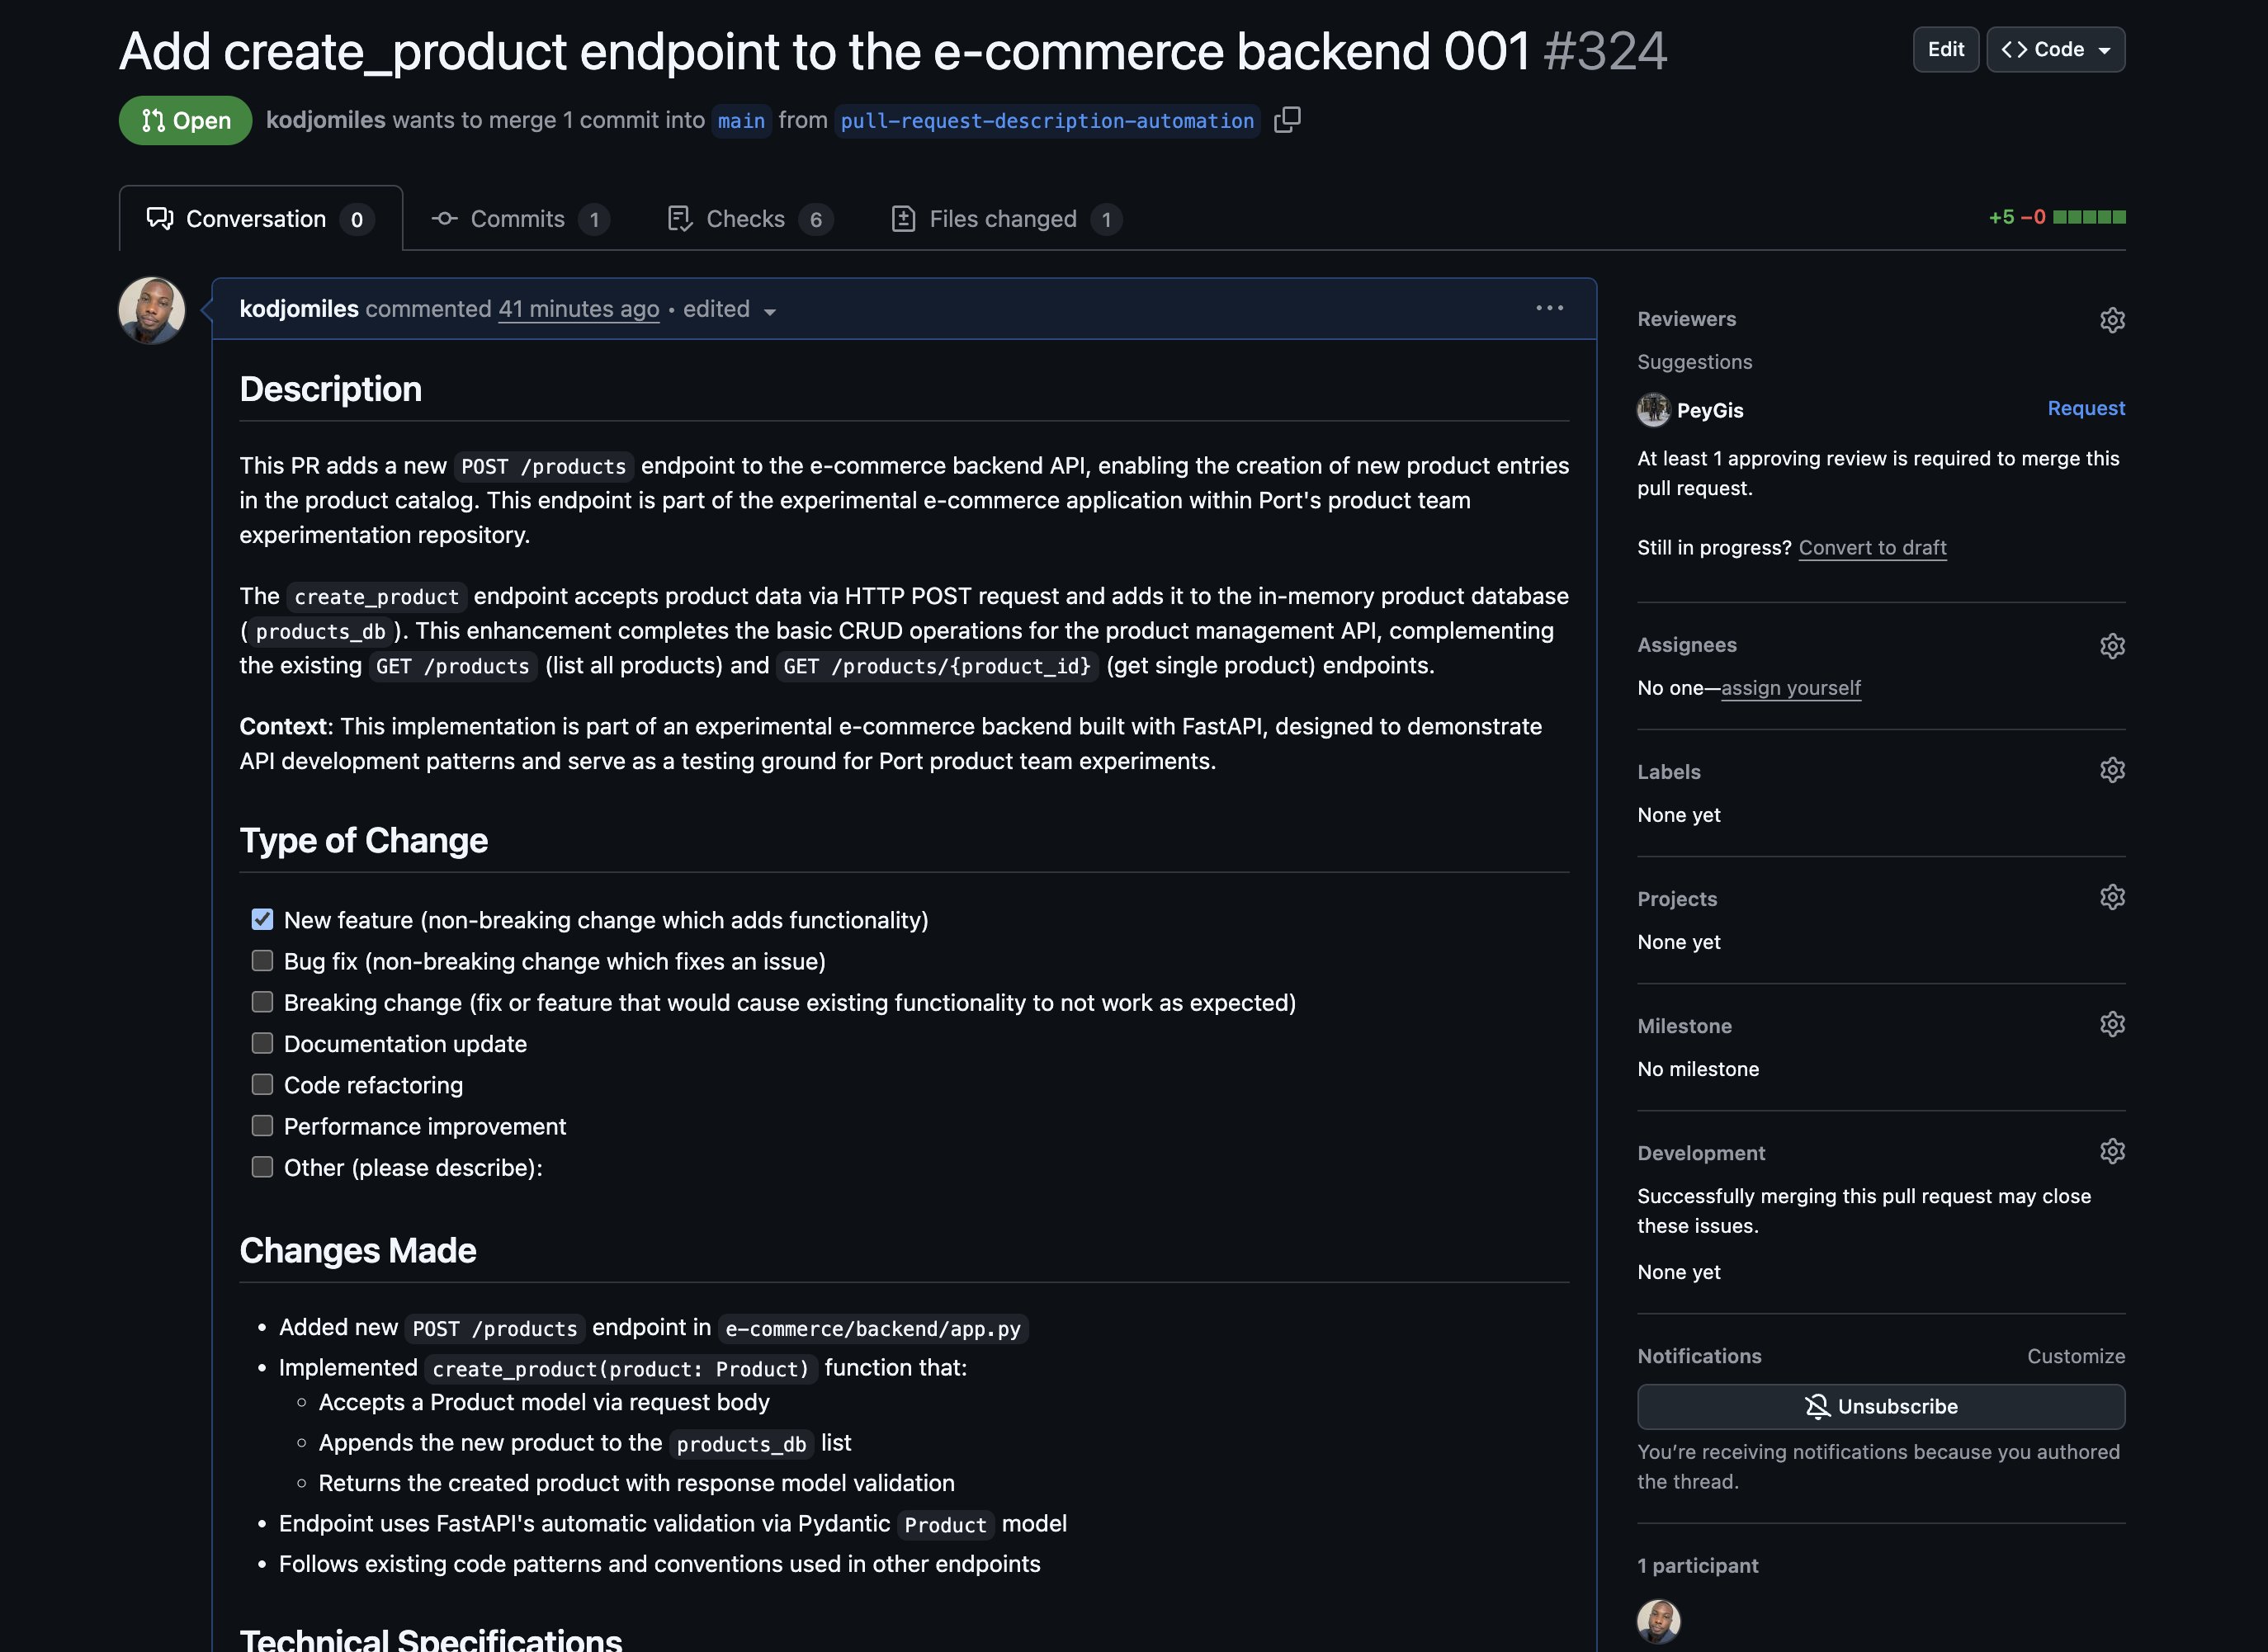 Add create_product endpoint to the e-commerce backend 001 #324
Edit
Code
Open
kodjomiles wants to merge 1 commit into main from pull-request-description-automation
Conversation 0
Commits 1
Checks 6
Files changed 1
+5 −0
kodjomiles commented 41 minutes ago • edited
Description
This PR adds a new POST /products endpoint to the e-commerce backend API, enabling the creation of new product entries
in the product catalog. This endpoint is part of the experimental e-commerce application within Port's product team
experimentation repository.
The create_product endpoint accepts product data via HTTP POST request and adds it to the in-memory product database
( products_db ). This enhancement completes the basic CRUD operations for the product management API, complementing
the existing GET /products (list all products) and GET /products/{product_id} (get single product) endpoints.
Context: This implementation is part of an experimental e-commerce backend built with FastAPI, designed to demonstrate
API development patterns and serve as a testing ground for Port product team experiments.
Type of Change
New feature (non-breaking change which adds functionality)
Bug fix (non-breaking change which fixes an issue)
Breaking change (fix or feature that would cause existing functionality to not work as expected)
Documentation update
Code refactoring
Performance improvement
Other (please describe):
Changes Made
• Added new POST /products endpoint in e-commerce/backend/app.py
• Implemented create_product(product: Product) function that:
◦ Accepts a Product model via request body
◦ Appends the new product to the products_db list
◦ Returns the created product with response model validation
• Endpoint uses FastAPI's automatic validation via Pydantic Product model
• Follows existing code patterns and conventions used in other endpoints
Technical Specifications
Reviewers
Suggestions
PeyGis
Request
At least 1 approving review is required to merge this
pull request.
Still in progress? Convert to draft
Assignees
No one—assign yourself
Labels
None yet
Projects
None yet
Milestone
No milestone
Development
Successfully merging this pull request may close
these issues.
None yet
Notifications
Customize
Unsubscribe
You’re receiving notifications because you authored
the thread.
1 participant